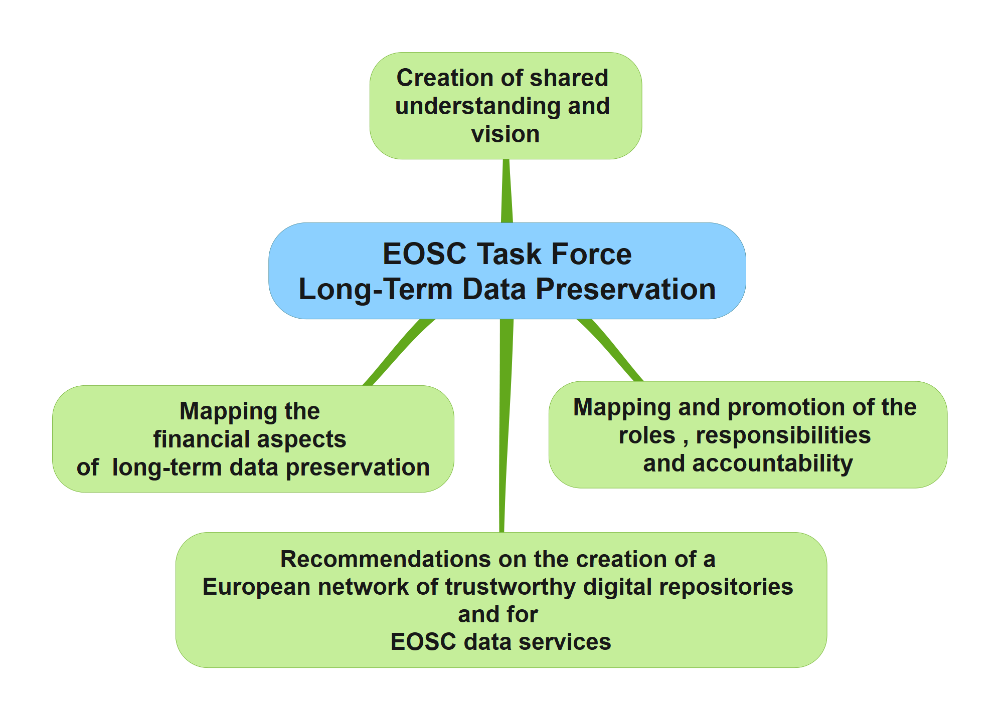 Creation of shared
understanding and
vision
EOSC Task Force
Long-Term Data Preservation
Mapping the
financial aspects
of  long-term data preservation
Mapping and promotion of the
roles , responsibilities
and accountability
Recommendations on the creation of a
European network of trustworthy digital repositories
and for
EOSC data services